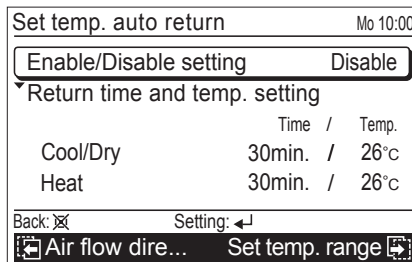 Set temp. auto return Mo 10:00
Enable/Disable setting Disable
Return time and temp. setting
Time / Temp.
Cool/Dry 30min. / 26°C
Heat 30min. / 26°C
Back: Setting:
Air flow dire... Set temp. range